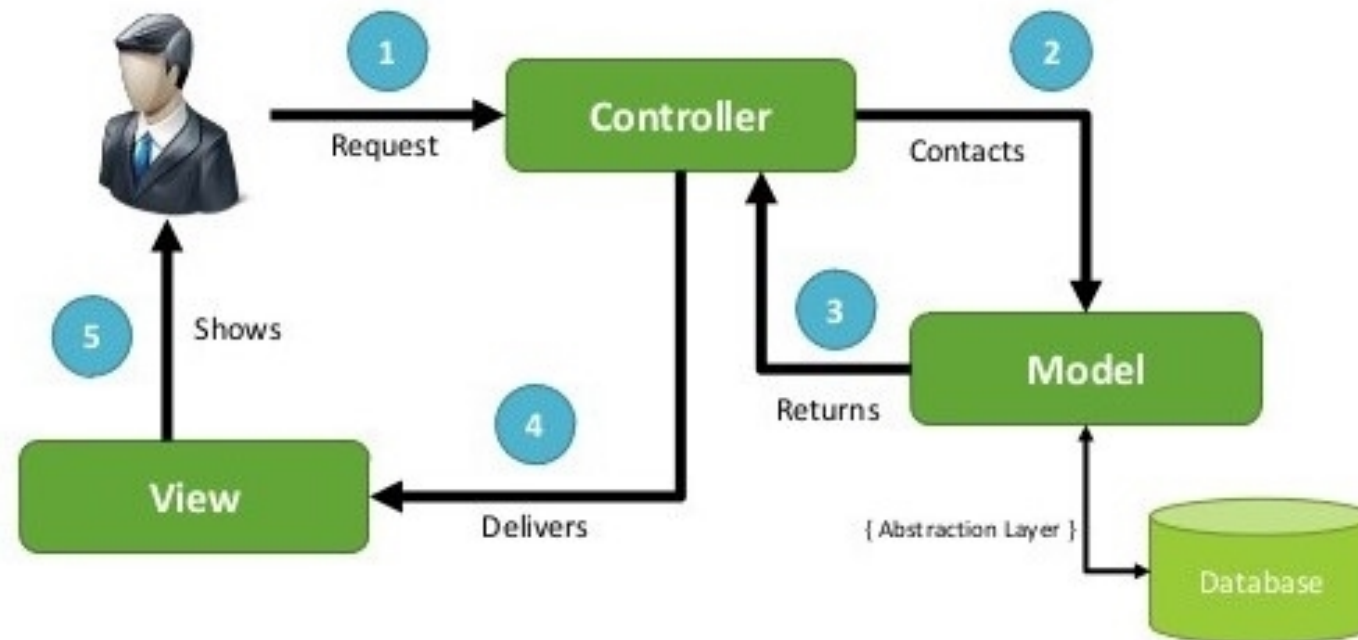 1
2
Controller
Request
Contacts
3
5
Shows
Model
Returns
4
View
Delivers
{ Abstraction Layer }
Database